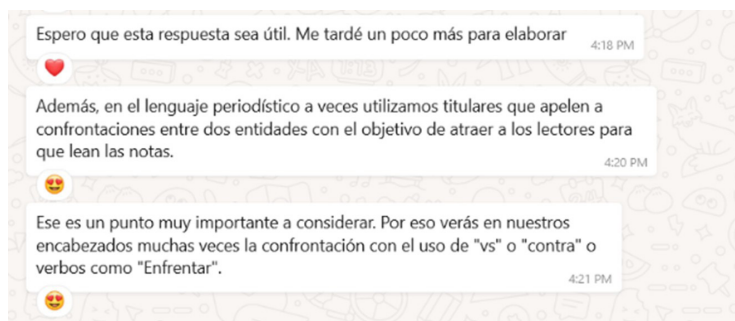 Espero que esta respuesta sea útil. Me tardé un poco más para elaborar
4:18 PM
Además, en el lenguaje periodístico a veces utilizamos titulares que apelen a
confrontaciones entre dos entidades con el objetivo de atraer a los lectores para
que lean las notas.
4:20 PM
Ese es un punto muy importante a considerar. Por eso verás en nuestros
encabezados muchas veces la confrontación con el uso de "vs" o "contra" o
verbos como "Enfrentar".
4:21 PM